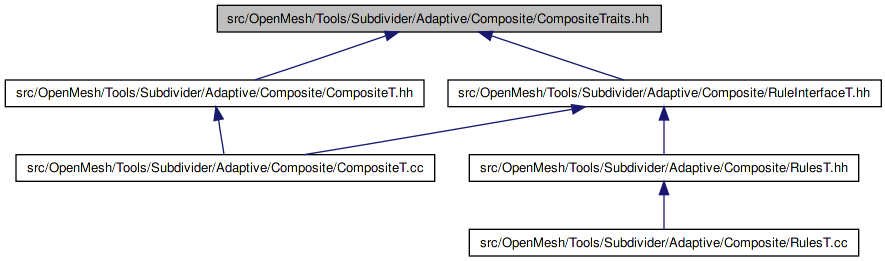 src/OpenMesh/Tools/Subdivider/Adaptive/Composite/CompositeTraits.hh
src/OpenMesh/Tools/Subdivider/Adaptive/Composite/CompositeT.hh
src/OpenMesh/Tools/Subdivider/Adaptive/Composite/RuleInterfaceT.hh
src/OpenMesh/Tools/Subdivider/Adaptive/Composite/CompositeT.cc
src/OpenMesh/Tools/Subdivider/Adaptive/Composite/RulesT.hh
src/OpenMesh/Tools/Subdivider/Adaptive/Composite/RulesT.cc